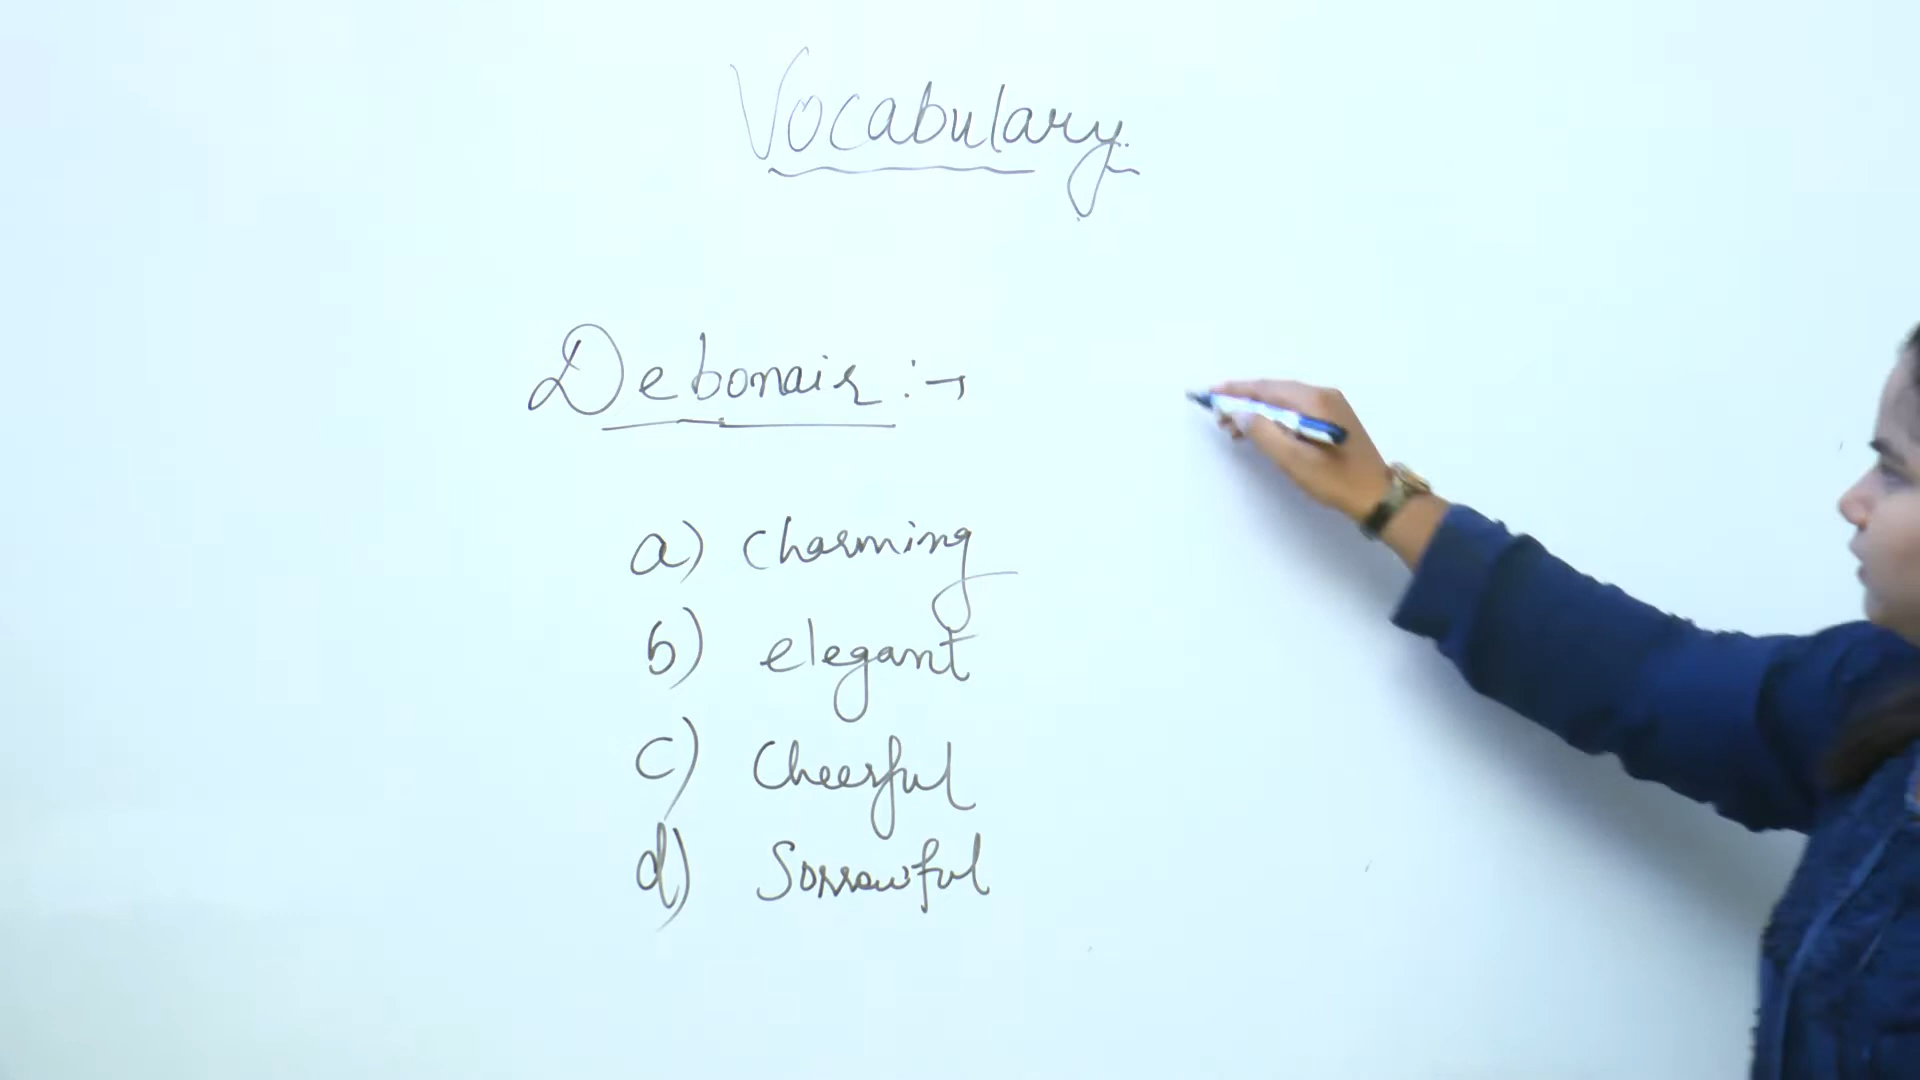 Vocabulary
Debonair :→
a) Charming
b) elegant
c) Cheerful
d) Sorrowful